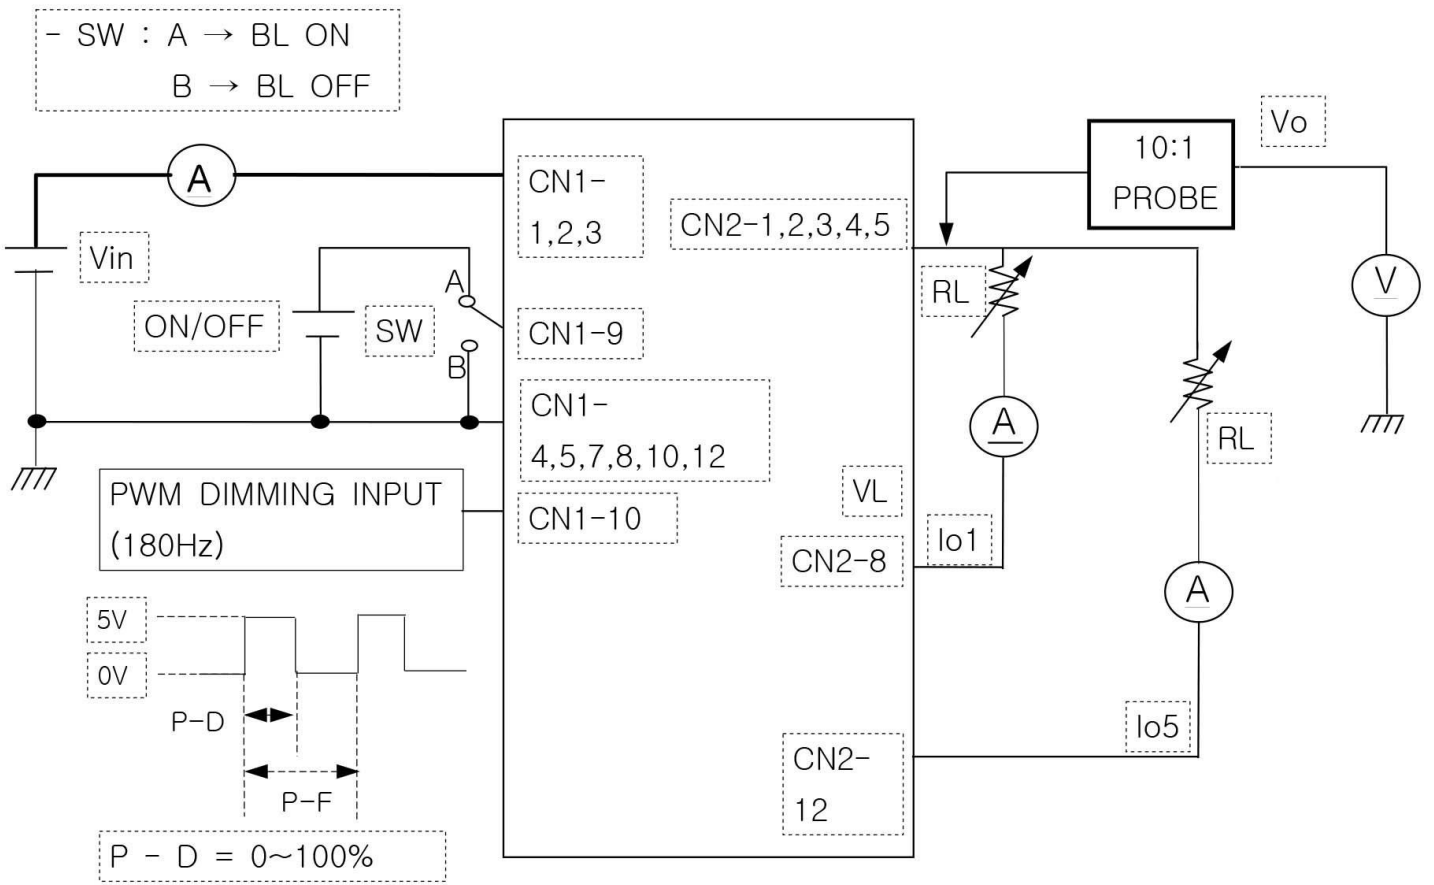 - SW : A → BL ON
B → BL OFF
A
Vin
ON/OFF
SW
A
B
CN1-
1,2,3
CN1-9
CN1-
4,5,7,8,10,12
CN1-10
PWM DIMMING INPUT
(180Hz)
5V
0V
P-D
P-F
P - D = 0~100%
CN2-1,2,3,4,5
VL
CN2-8
CN2-
12
10:1
PROBE
Vo
V
RL
A
Io1
RL
A
Io5